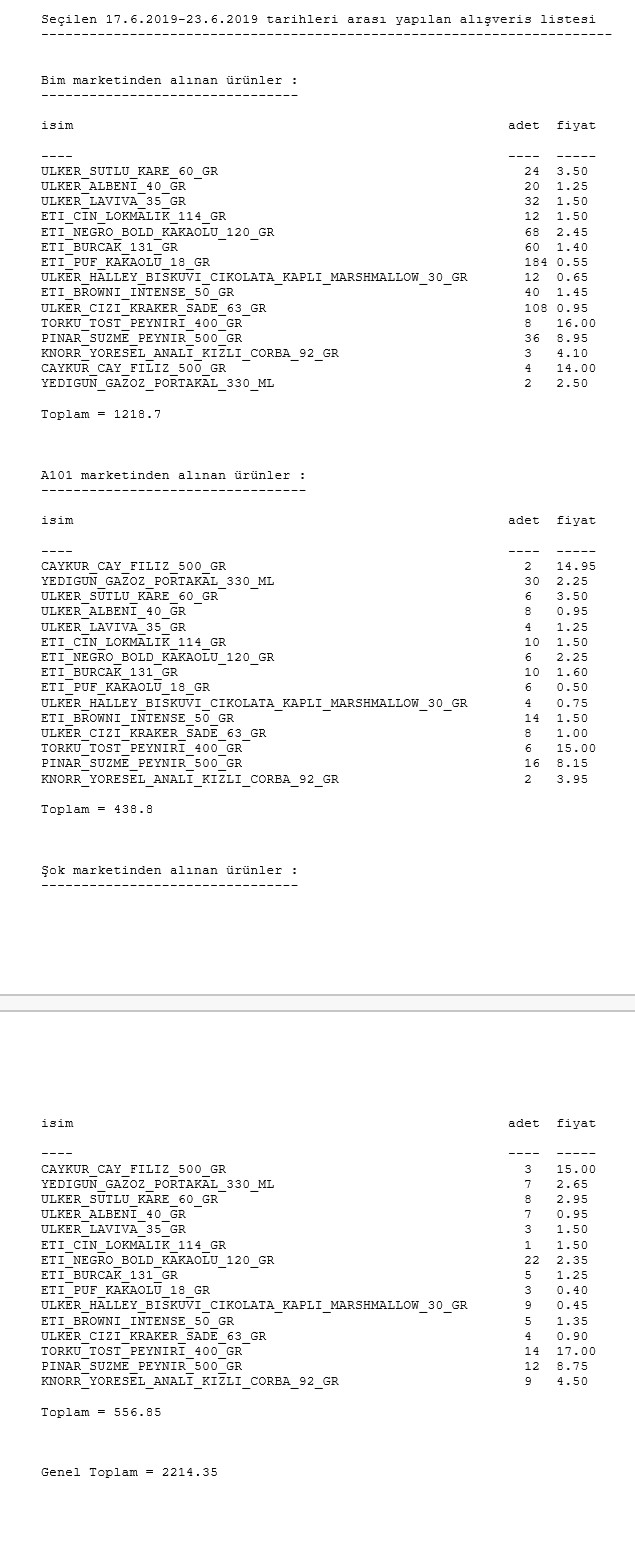 Seçilen 17.6.2019-23.6.2019 tarihleri arası yapılan alışveris listesi
-----------------------------------------------------------------------
Bim marketinden alınan ürünler :
--------------------------------
isim adet fiyat
---- ---- -----
ULKER_SUTLU_KARE_60_GR 24 3.50
ULKER_ALBENI_40_GR 20 1.25
ULKER_LAVIVA_35_GR 32 1.50
ETI_CIN_LOKMALIK_114_GR 12 1.50
ETI_NEGRO_BOLD_KAKAOLU_120_GR 68 2.45
ETI_BURCAK_131_GR 60 1.40
ETI_PUF_KAKAOLU_18_GR 184 0.55
ULKER_HALLEY_BISKUVI_CIKOLATA_KAPLI_MARSHMALLOW_30_GR 12 0.65
ETI_BROWNI_INTENSE_50_GR 40 1.45
ULKER_CIZI_KRAKER_SADE_63_GR 108 0.95
TORKU_TOST_PEYNIRI_400_GR 8 16.00
PINAR_SUZME_PEYNIR_500_GR 36 8.95
KNORR_YORESEL_ANALI_KIZLI_CORBA_92_GR 3 4.10
CAYKUR_CAY_FILIZ_500_GR 4 14.00
YEDIGUN_GAZOZ_PORTAKAL_330_ML 2 2.50
Toplam = 1218.7
A101 marketinden alınan ürünler :
---------------------------------
isim adet fiyat
---- ---- -----
CAYKUR_CAY_FILIZ_500_GR 2 14.95
YEDIGUN_GAZOZ_PORTAKAL_330_ML 30 2.25
ULKER_SUTLU_KARE_60_GR 6 3.50
ULKER_ALBENI_40_GR 8 0.95
ULKER_LAVIVA_35_GR 4 1.25
ETI_CIN_LOKMALIK_114_GR 10 1.50
ETI_NEGRO_BOLD_KAKAOLU_120_GR 6 2.25
ETI_BURCAK_131_GR 10 1.60
ETI_PUF_KAKAOLU_18_GR 6 0.50
ULKER_HALLEY_BISKUVI_CIKOLATA_KAPLI_MARSHMALLOW_30_GR 4 0.75
ETI_BROWNI_INTENSE_50_GR 14 1.50
ULKER_CIZI_KRAKER_SADE_63_GR 8 1.00
TORKU_TOST_PEYNIRI_400_GR 6 15.00
PINAR_SUZME_PEYNIR_500_GR 16 8.15
KNORR_YORESEL_ANALI_KIZLI_CORBA_92_GR 2 3.95
Toplam = 438.8
Şok marketinden alınan ürünler :
--------------------------------
isim adet fiyat
---- ---- -----
CAYKUR_CAY_FILIZ_500_GR 3 15.00
YEDIGUN_GAZOZ_PORTAKAL_330_ML 7 2.65
ULKER_SUTLU_KARE_60_GR 8 2.95
ULKER_ALBENI_40_GR 7 0.95
ULKER_LAVIVA_35_GR 3 1.50
ETI_CIN_LOKMALIK_114_GR 1 1.50
ETI_NEGRO_BOLD_KAKAOLU_120_GR 22 2.35
ETI_BURCAK_131_GR 5 1.25
ETI_PUF_KAKAOLU_18_GR 3 0.40
ULKER_HALLEY_BISKUVI_CIKOLATA_KAPLI_MARSHMALLOW_30_GR 9 0.45
ETI_BROWNI_INTENSE_50_GR 5 1.35
ULKER_CIZI_KRAKER_SADE_63_GR 4 0.90
TORKU_TOST_PEYNIRI_400_GR 14 17.00
PINAR_SUZME_PEYNIR_500_GR 12 8.75
KNORR_YORESEL_ANALI_KIZLI_CORBA_92_GR 9 4.50
Toplam = 556.85
Genel Toplam = 2214.35